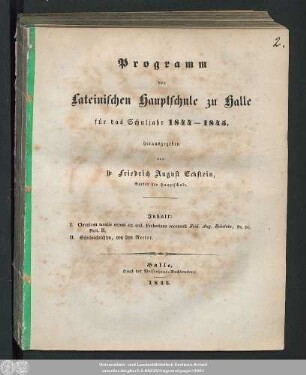 2.
Programm
der
Lateinischen Hauptschule zu Halle
für das Schuljahr 1844–1845,
herausgegeben
von
Dr Friedrich August Eckstein,
Rector der Hauptschule.
Inhalt:
II. Schulnachrichten, von dem Rector.
Halle,
Druck der Waisenhaus-Buchdruckerei
1845.